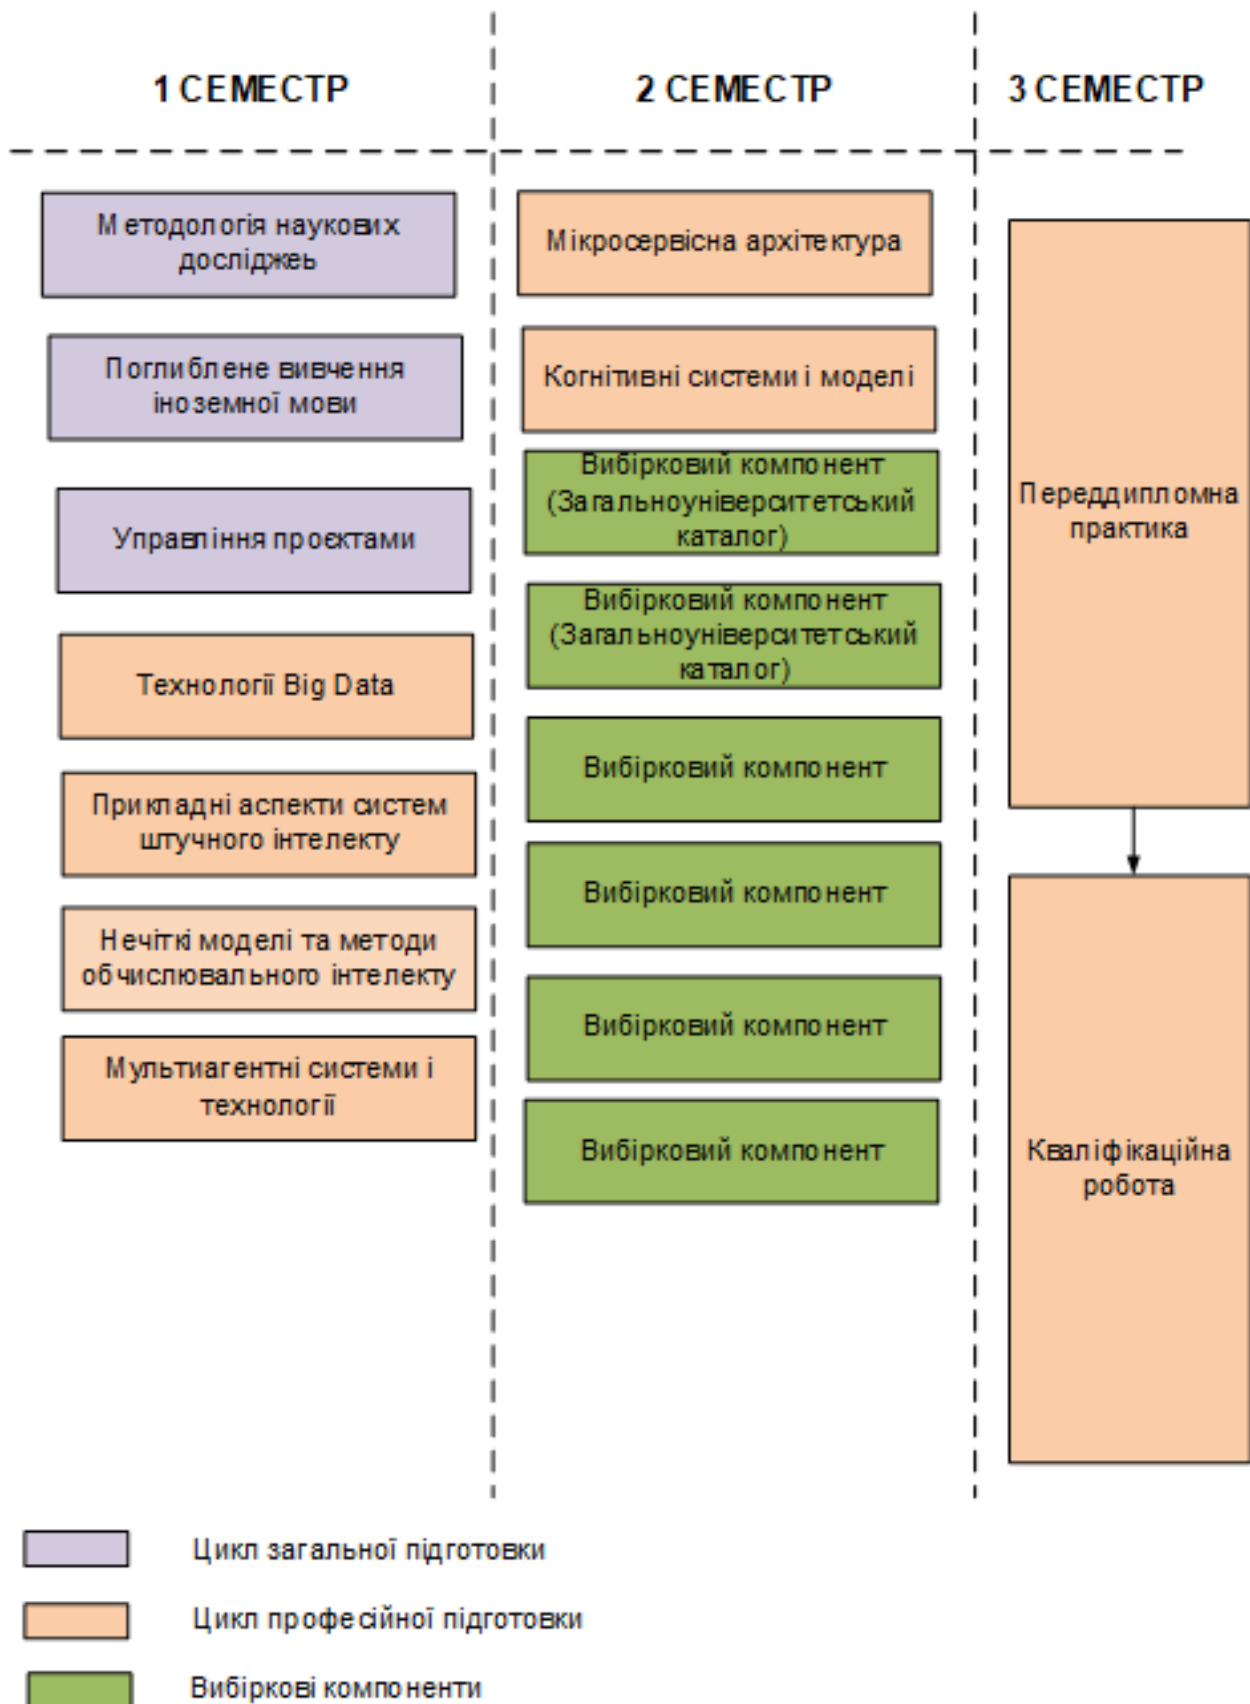 1 СЕМЕСТР
2 СЕМЕСТР
3 СЕМЕСТР
Методологія наукових
досліджеь
Поглиблене вивчення
іноземної мови
Управління проєктами
Технології Big Data
Прикладні аспекти систем
штучного інтелекту
Нечіткі моделі та методи
обчислювального інтелекту
Мультиагентні системи і
технології
Мікросервісна архітектура
Когнітивні системи і моделі
Вибірковий компонент
(Загальноуніверситетський
каталог)
Вибірковий компонент
(Загальноуніверситетський
каталог)
Вибірковий компонент
Вибірковий компонент
Вибірковий компонент
Вибірковий компонент
Переддипломна
практика
Кваліфікаційна
робота
Цикл загальної підготовки
Цикл професійної підготовки
Вибіркові компоненти